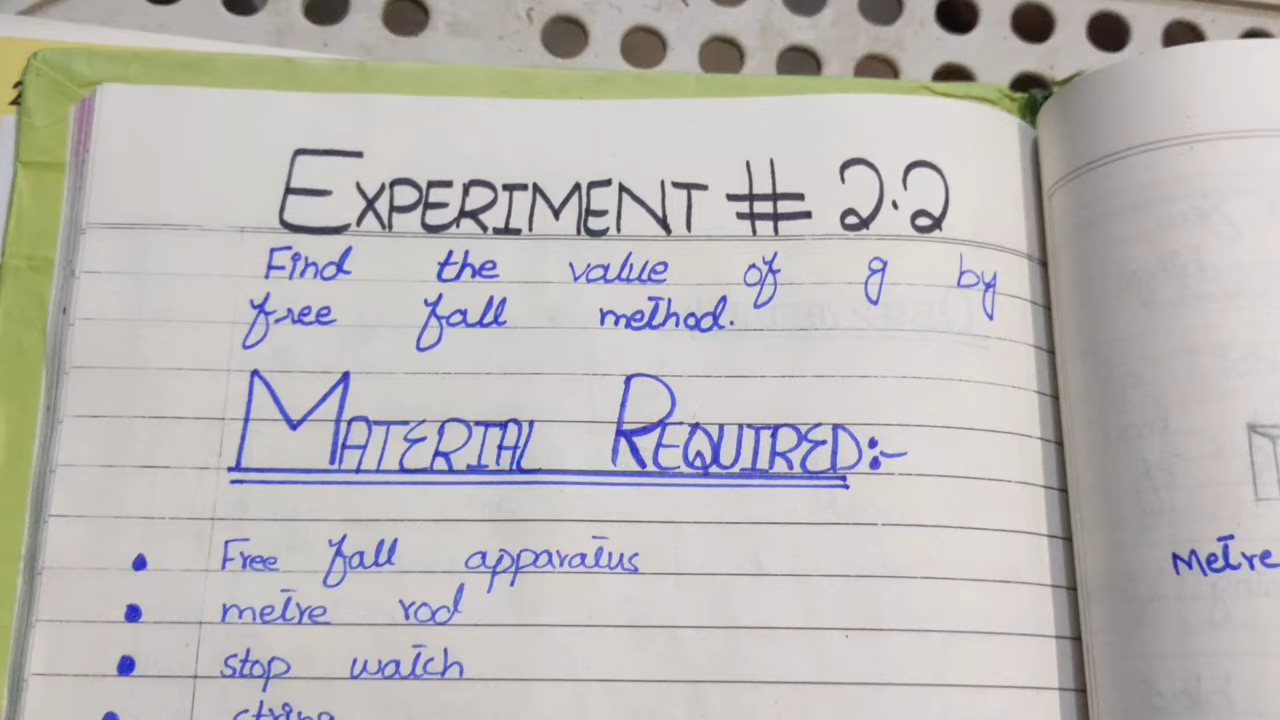 EXPERIMENT # 2.2
Find the value of g by
free fall method.
MATERIAL REQUIRED:-
• Free fall apparatus
• metre rod
• stop watch
• string
Metre